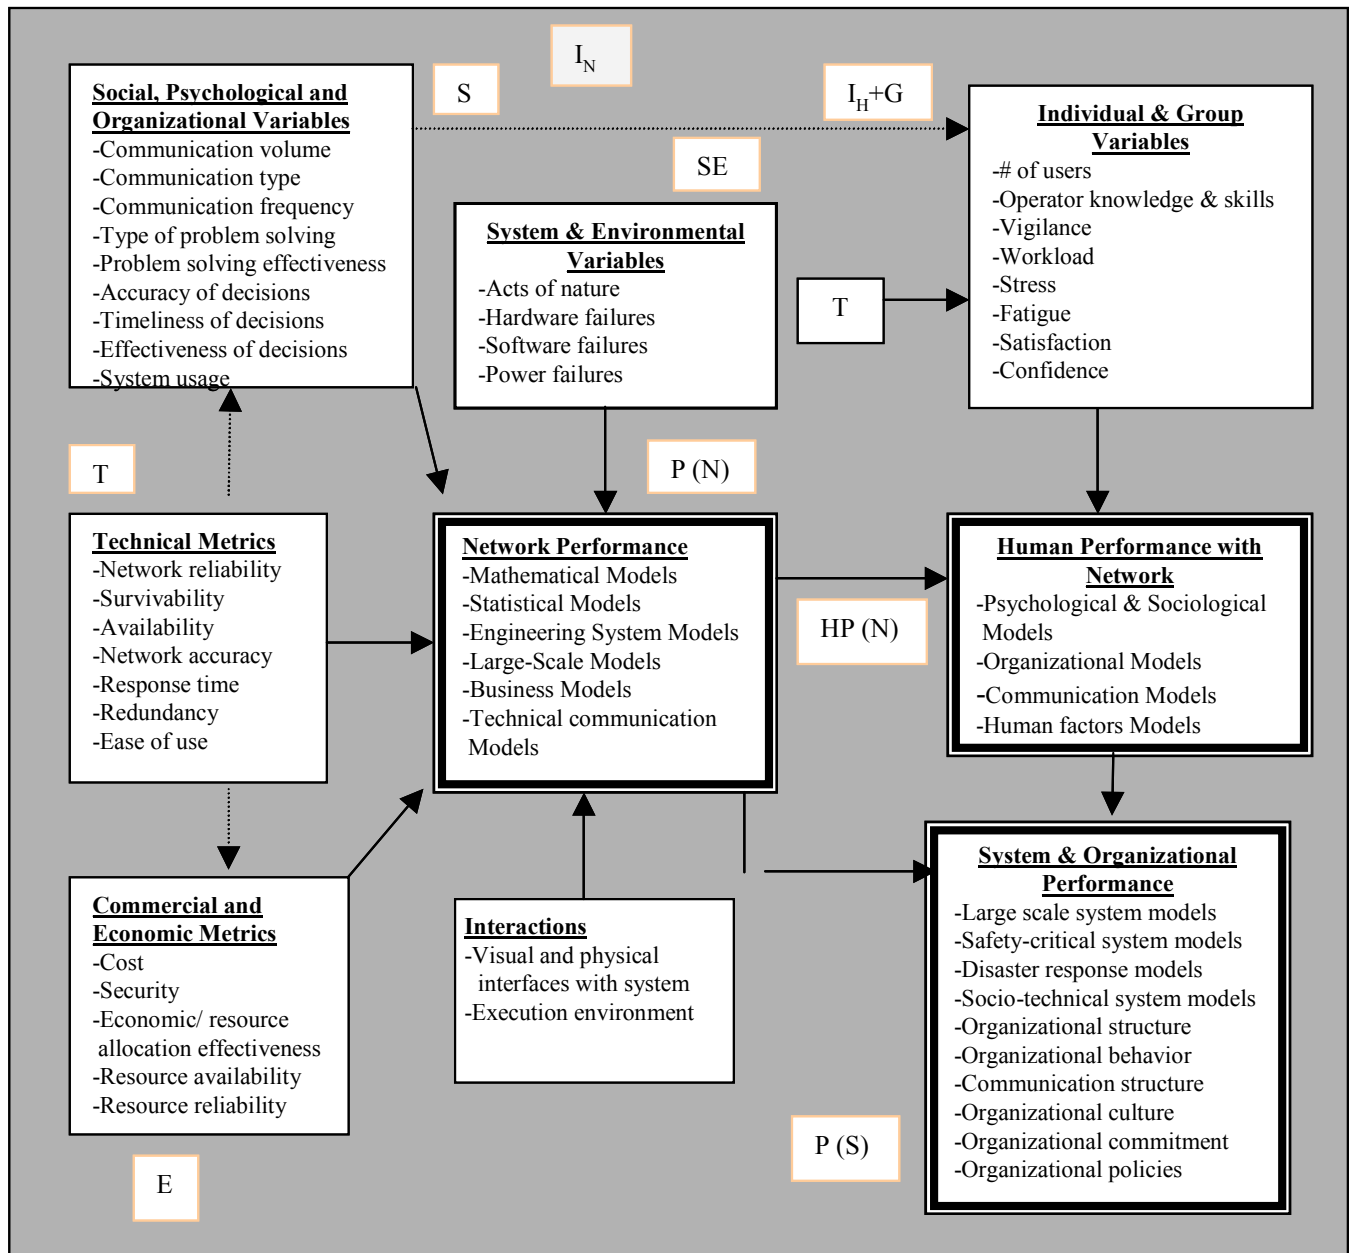 I_N
S
I_H+G
SE
Social, Psychological and
Organizational Variables
-Communication volume
-Communication type
-Communication frequency
-Type of problem solving
-Problem solving effectiveness
-Accuracy of decisions
-Timeliness of decisions
-Effectiveness of decisions
-System usage
System & Environmental
Variables
-Acts of nature
-Hardware failures
-Software failures
-Power failures
Individual & Group
Variables
-# of users
-Operator knowledge & skills
-Vigilance
-Workload
-Stress
-Fatigue
-Satisfaction
-Confidence
T
T
P (N)
Technical Metrics
-Network reliability
-Survivability
-Availability
-Network accuracy
-Response time
-Redundancy
-Ease of use
Network Performance
-Mathematical Models
-Statistical Models
-Engineering System Models
-Large-Scale Models
-Business Models
-Technical communication
Models
HP (N)
Human Performance with
Network
-Psychological & Sociological
Models
-Organizational Models
-Communication Models
-Human factors Models
Commercial and
Economic Metrics
-Cost
-Security
-Economic/ resource
allocation effectiveness
-Resource availability
-Resource reliability
E
Interactions
-Visual and physical
interfaces with system
-Execution environment
P (S)
System & Organizational
Performance
-Large scale system models
-Safety-critical system models
-Disaster response models
-Socio-technical system models
-Organizational structure
-Organizational behavior
-Communication structure
-Organizational culture
-Organizational commitment
-Organizational policies